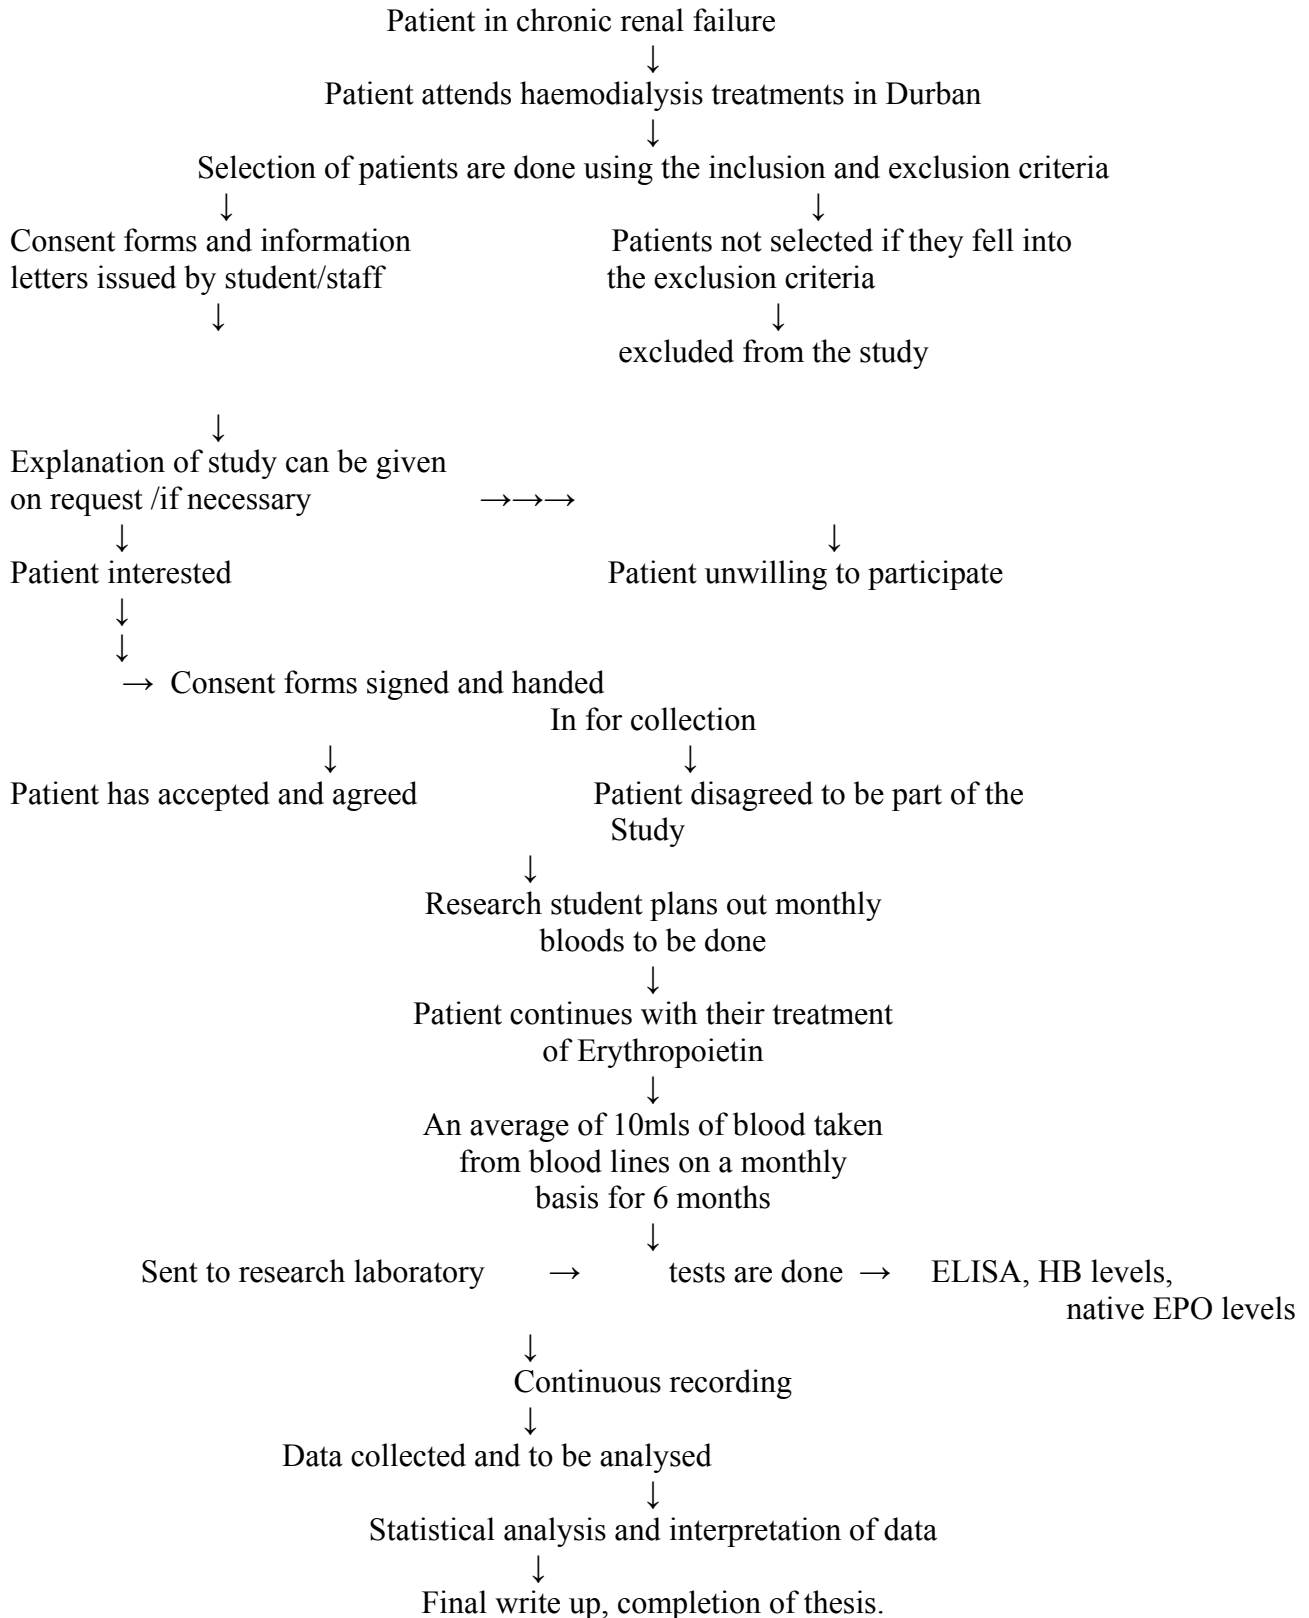 Patient in chronic renal failure
↓
Patient attends haemodialysis treatments in Durban
↓
Selection of patients are done using the inclusion and exclusion criteria
↓ ↓
Consent forms and information Patients not selected if they fell into
letters issued by student/staff the exclusion criteria
↓ ↓
excluded from the study
↓
Explanation of study can be given
on request /if necessary →→→
↓ ↓
Patient interested Patient unwilling to participate
↓
↓
→ Consent forms signed and handed
In for collection
↓ ↓
Patient has accepted and agreed Patient disagreed to be part of the
Study
↓
Research student plans out monthly
bloods to be done
↓
Patient continues with their treatment
of Erythropoietin
↓
An average of 10mls of blood taken
from blood lines on a monthly
basis for 6 months
↓
Sent to research laboratory → tests are done → ELISA, HB levels,
native EPO levels
↓
Continuous recording
↓
Data collected and to be analysed
↓
Statistical analysis and interpretation of data
↓
Final write up, completion of thesis.